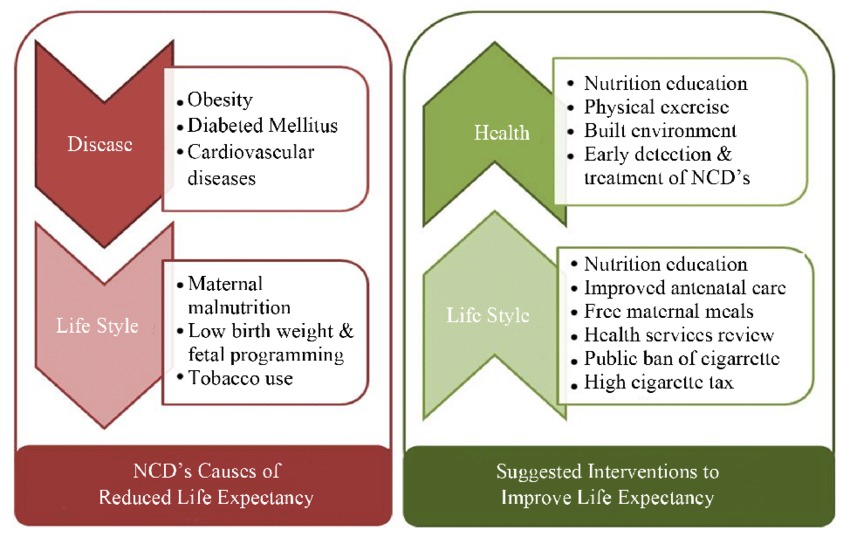 Disease
• Obesity
• Diabeted Mellitus
• Cardiovascular
diseases
Life Style
• Maternal
malnutrition
• Low birth weight &
fetal programming
• Tobacco use
NCD's Causes of
Reduced Life Expectancy
Health
• Nutrition education
• Physical exercise
• Built environment
• Early detection &
treatment of NCD's
Life Style
• Nutrition education
• Improved antenatal care
• Free maternal meals
• Health services review
• Public ban of cigarrette
• High cigarette tax
Suggested Interventions to
Improve Life Expectancy